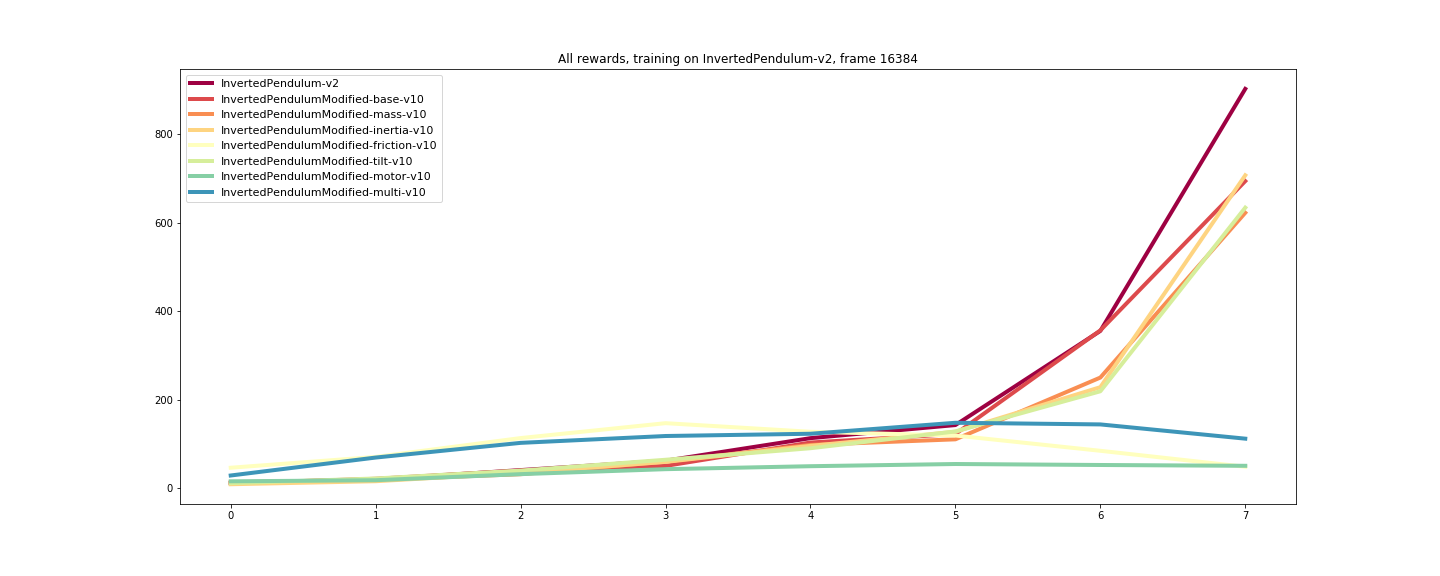 All rewards, training on InvertedPendulum-v2, frame 16384
InvertedPendulum-v2
InvertedPendulumModified-base-v10
InvertedPendulumModified-mass-v10
InvertedPendulumModified-inertia-v10
InvertedPendulumModified-friction-v10
InvertedPendulumModified-tilt-v10
InvertedPendulumModified-motor-v10
InvertedPendulumModified-multi-v10
800
600
400
200
0
0 1 2 3 4 5 6 7